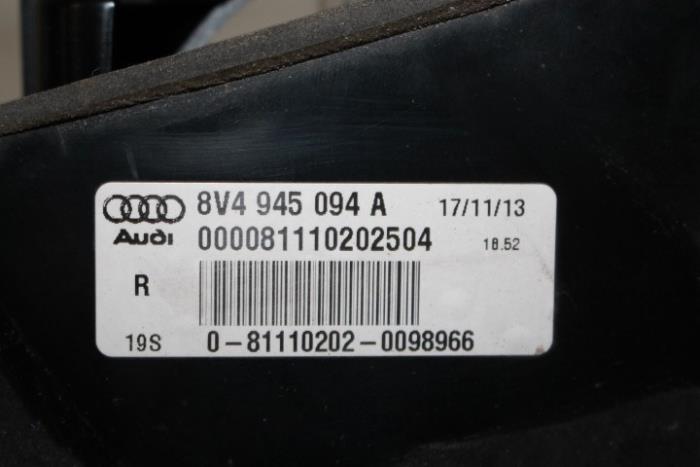 8V4 945 094 A 17/11/13
Audi 000081110202504 18.52
R
19S 0-81110202-0098966